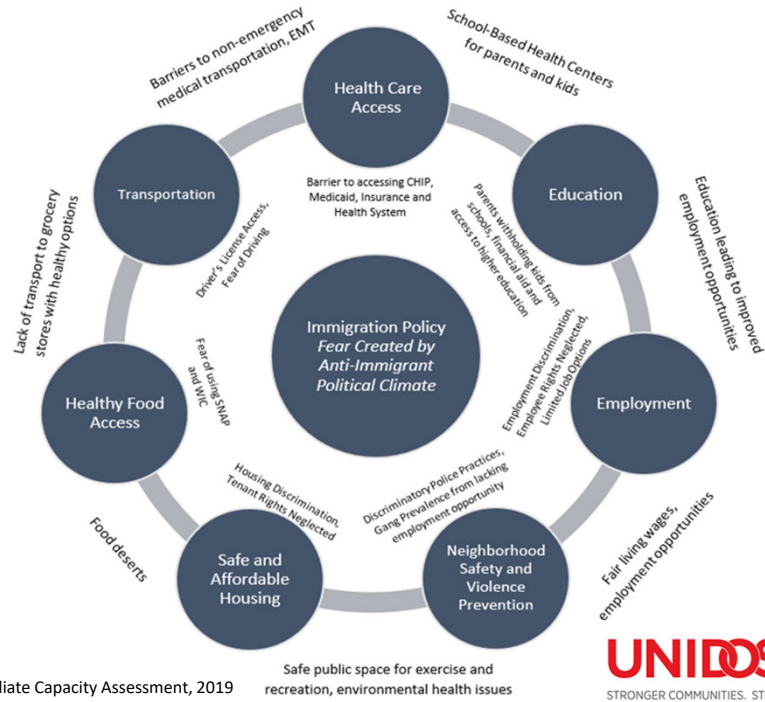 Barriers to non-emergency
medical transportation, EMT
School-Based Health Centers
for parents and kids
Health Care
Access
Transportation
Barrier to accessing CHIP,
Medicaid, Insurance and
Health System
Education
Driver's License Access,
Fear of Driving
Parents withholding kids from
schools, financial aid and
access to higher education
Lack of transport to grocery
stores with healthy options
Education leading to improved
employment opportunities
Immigration Policy
Fear Created by
Anti-Immigrant
Political Climate
Healthy Food
Access
Fear of using SNAP
and WIC
Employment Discrimination,
Employee Rights Neglected,
Limited Job Options
Employment
Housing Discrimination,
Tenant Rights Neglected
Discriminatory Police Practices,
Gang Prevalence from lacking
employment opportunity
Food deserts
Safe and
Affordable
Housing
Neighborhood
Safety and
Violence
Prevention
Fair living wages,
employment opportunities
Safe public space for exercise and
recreation, environmental health issues
liate Capacity Assessment, 2019
UNIDOS
STRONGER COMMUNITIES. ST